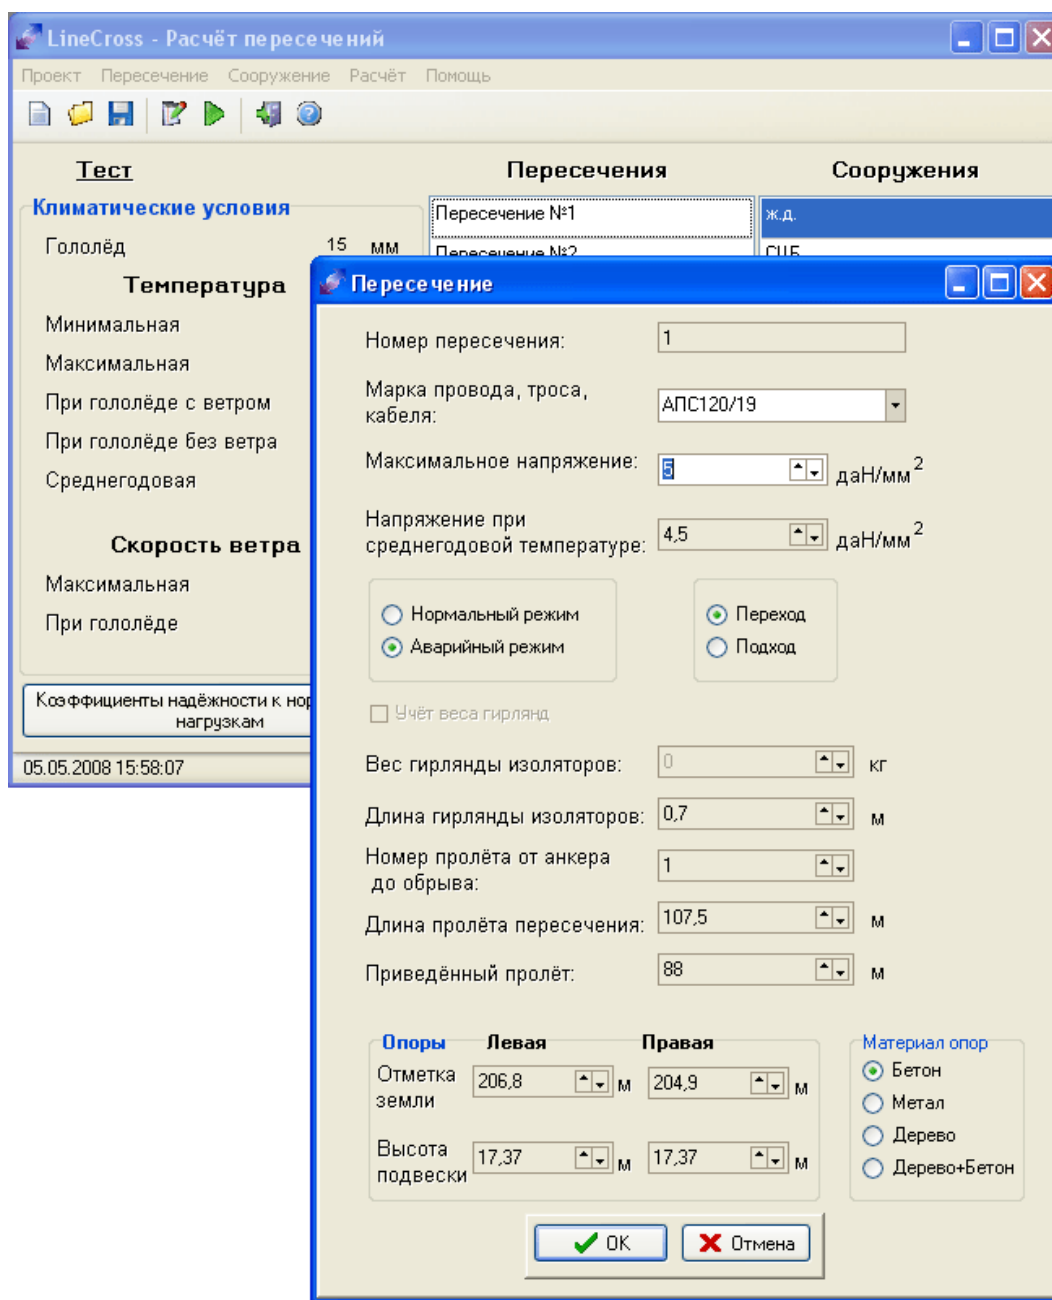 LineCross - Расчёт пересечений
Проект Пересечение Сооружение Расчёт Помощь
Тест Пересечения Сооружения
Климатические условия
Пересечение №1 ж.д.
Гололёд 15 мм
Пересечение №2 СЦБ
Температура
Минимальная
Максимальная
При гололёде с ветром
При гололёде без ветра
Среднегодовая
Скорость ветра
Максимальная
При гололёде
Коэффициенты надёжности к нор
нагрузкам
05.05.2008 15:58:07
Пересечение
Номер пересечения: 1
Марка провода, троса,
кабеля: АПС120/19
Максимальное напряжение: 5 даН/мм2
Напряжение при
среднегодовой температуре: 4,5 даН/мм2
Нормальный режим Переход
Аварийный режим Подход
Учёт веса гирлянд
Вес гирлянды изоляторов: 0 кг
Длина гирлянды изоляторов: 0,7 м
Номер пролёта от анкера
до обрыва: 1
Длина пролёта пересечения: 107,5 м
Приведённый пролёт: 88 м
Опоры Левая Правая
Отметка
земли 206,8 м 204,9 м
Высота
подвески 17,37 м 17,37 м
Материал опор
Бетон
Метал
Дерево
Дерево+Бетон
OK Отмена